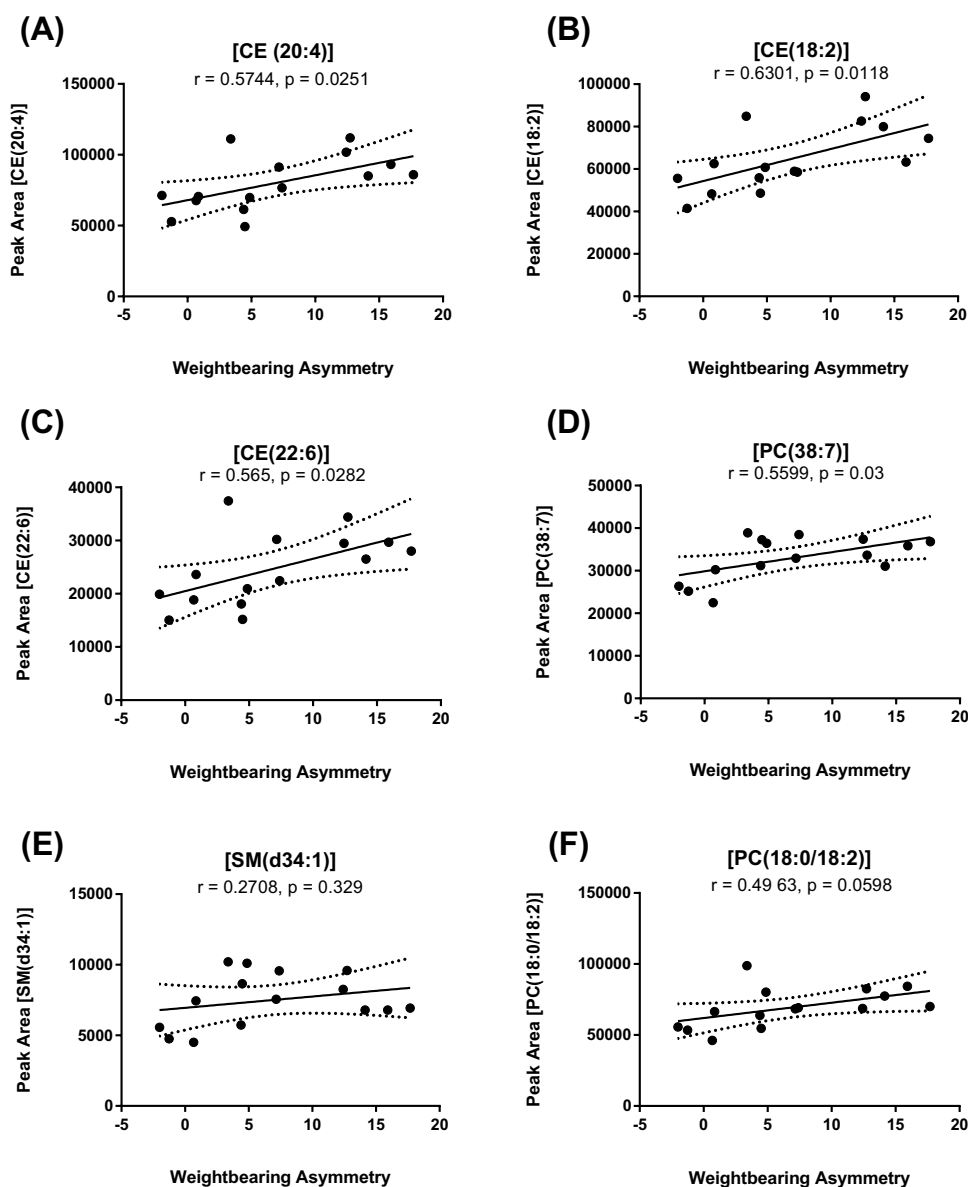 (A)
[CE (20:4)]
r = 0.5744, p = 0.0251
Peak Area [CE(20:4)]
150000
100000
50000
0
-5 0 5 10 15 20
Weightbearing Asymmetry
(B)
[CE(18:2)]
r = 0.6301, p = 0.0118
Peak Area [CE(18:2)]
100000
80000
60000
40000
20000
0
-5 0 5 10 15 20
Weightbearing Asymmetry
(C)
[CE(22:6)]
r = 0.565, p = 0.0282
Peak Area [CE(22:6)]
40000
30000
20000
10000
0
-5 0 5 10 15 20
Weightbearing Asymmetry
(D)
[PC(38:7)]
r = 0.5599, p = 0.03
Peak Area [PC(38:7)]
50000
40000
30000
20000
10000
0
-5 0 5 10 15 20
Weightbearing Asymmetry
(E)
[SM(d34:1)]
r = 0.2708, p = 0.329
Peak Area [SM(d34:1)]
15000
10000
5000
0
-5 0 5 10 15 20
Weightbearing Asymmetry
(F)
[PC(18:0/18:2)]
r = 0.49 63, p = 0.0598
Peak Area [PC(18:0/18:2)]
150000
100000
50000
0
-5 0 5 10 15 20
Weightbearing Asymmetry